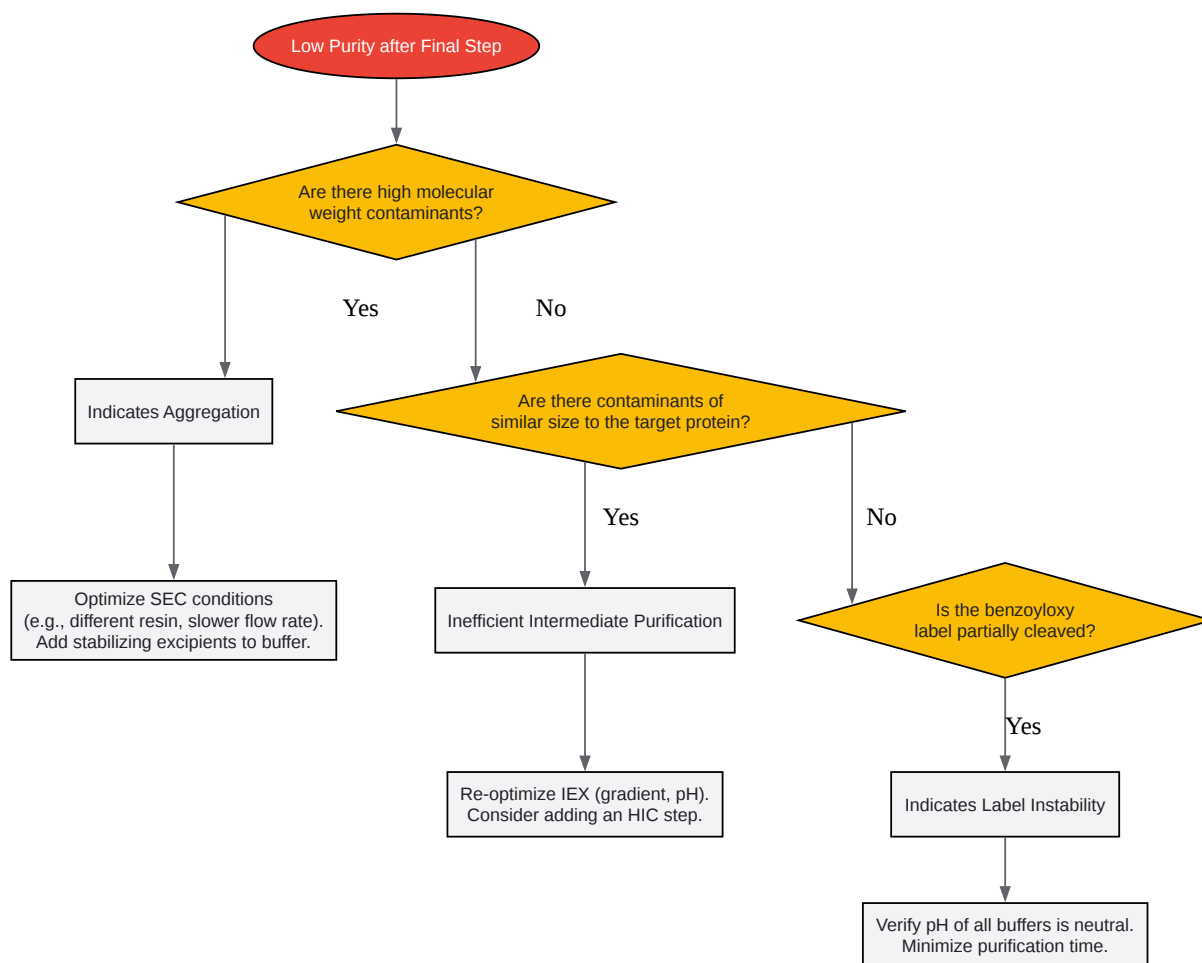 Low Purity after Final Step
Are there high molecular
weight contaminants?
Yes
No
Indicates Aggregation
Are there contaminants of
similar size to the target protein?
Yes
No
Optimize SEC conditions
(e.g., different resin, slower flow rate).
Add stabilizing excipients to buffer.
Inefficient Intermediate Purification
Is the benzoyloxy
label partially cleaved?
Yes
Re-optimize IEX (gradient, pH).
Consider adding an HIC step.
Indicates Label Instability
Verify pH of all buffers is neutral.
Minimize purification time.